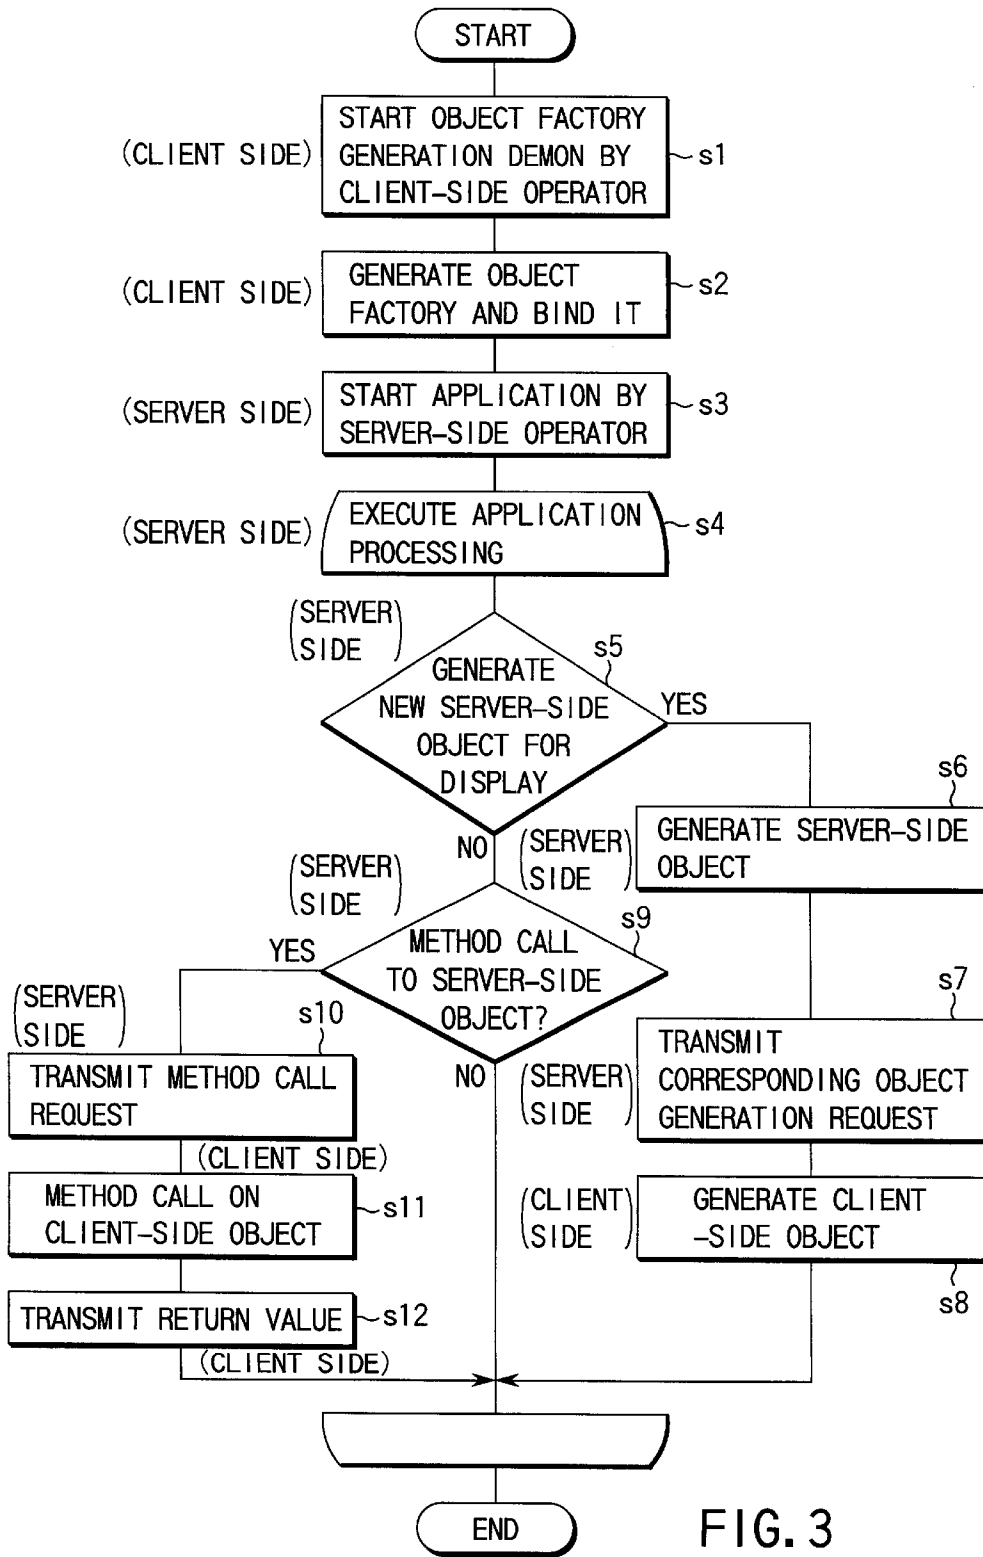 START
(CLIENT SIDE)
START OBJECT FACTORY
GENERATION DEMON BY
CLIENT-SIDE OPERATOR
s1
(CLIENT SIDE)
GENERATE OBJECT
FACTORY AND BIND IT
s2
(SERVER SIDE)
START APPLICATION BY
SERVER-SIDE OPERATOR
s3
(SERVER SIDE)
EXECUTE APPLICATION
PROCESSING
s4
(SERVER
SIDE)
s5
GENERATE
NEW SERVER-SIDE
OBJECT FOR
DISPLAY
YES
NO
s6
(SERVER
SIDE)
GENERATE SERVER-SIDE
OBJECT
(SERVER
SIDE)
s9
METHOD CALL
TO SERVER-SIDE
OBJECT?
YES
NO
s7
(SERVER
SIDE)
TRANSMIT
CORRESPONDING OBJECT
GENERATION REQUEST
(SERVER
SIDE)
s10
TRANSMIT METHOD CALL
REQUEST
(CLIENT SIDE)
METHOD CALL ON
CLIENT-SIDE OBJECT
s11
(CLIENT
SIDE)
GENERATE CLIENT
-SIDE OBJECT
s8
TRANSMIT RETURN VALUE
s12
(CLIENT SIDE)
END
FIG. 3